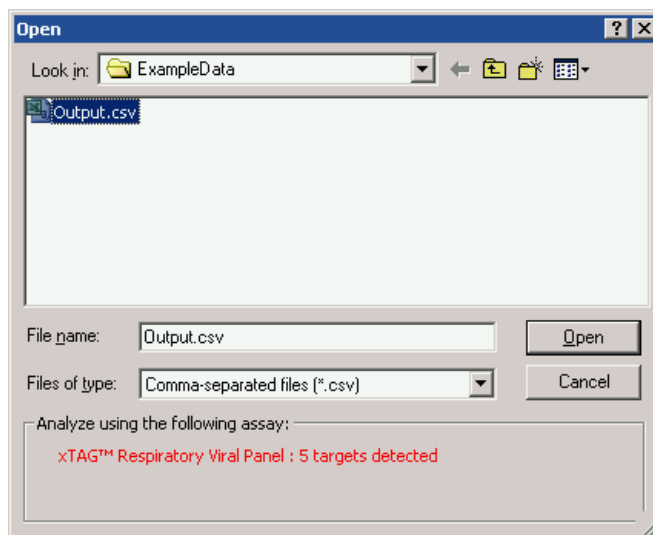 Open
Look in: ExampleData
Output.csv
File name: Output.csv Open
Files of type: Comma-separated files (*.csv) Cancel
Analyze using the following assay:
xTAG™ Respiratory Viral Panel : 5 targets detected